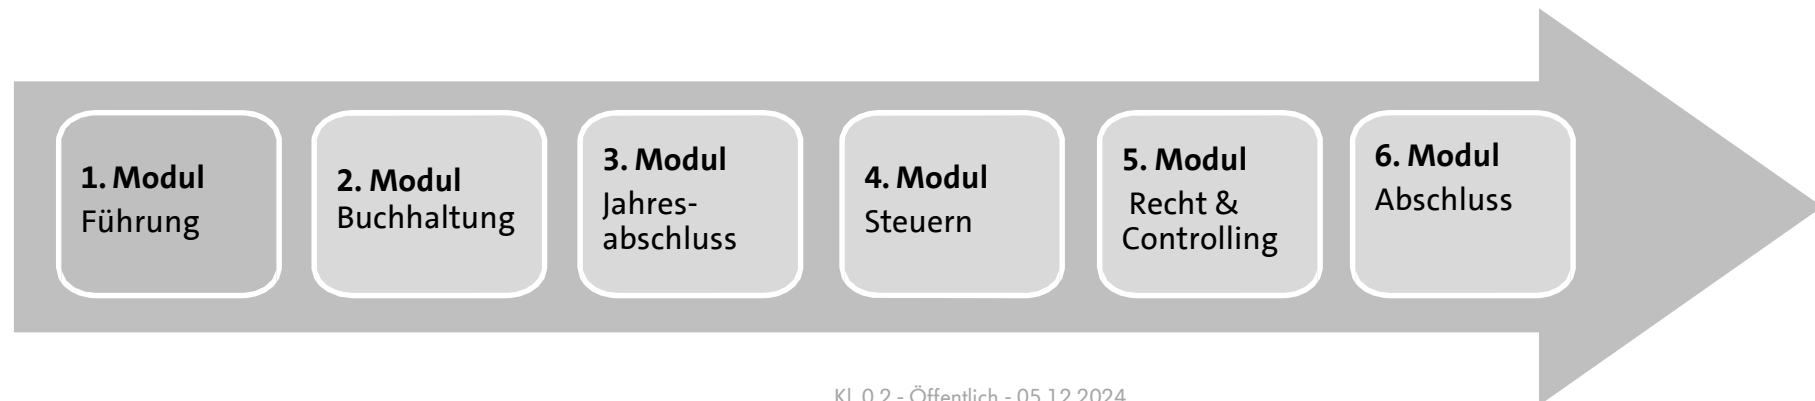 1. Modul
Führung
2. Modul
Buchhaltung
3. Modul
Jahres-
abschluss
4. Modul
Steuern
5. Modul
Recht &
Controlling
6. Modul
Abschluss
KL 0.2 - Öffentlich - 05.12.2024